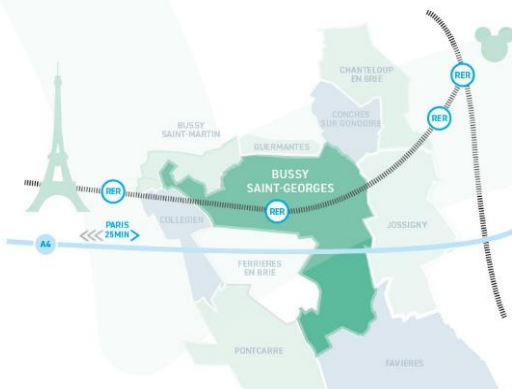 CHANTELOUP
EN BRIE
RER
CONCHES
SUR GONDOIRE
RER
BUSSY
SAINT-MARTIN
GUERMANTES
BUSSY
SAINT-GEORGES
RER
RER
COLLEGIEN
JOSSIGNY
PARIS
25MIN
A4
FERRIERES
EN BRIE
PONTCARRE
FAVIERES